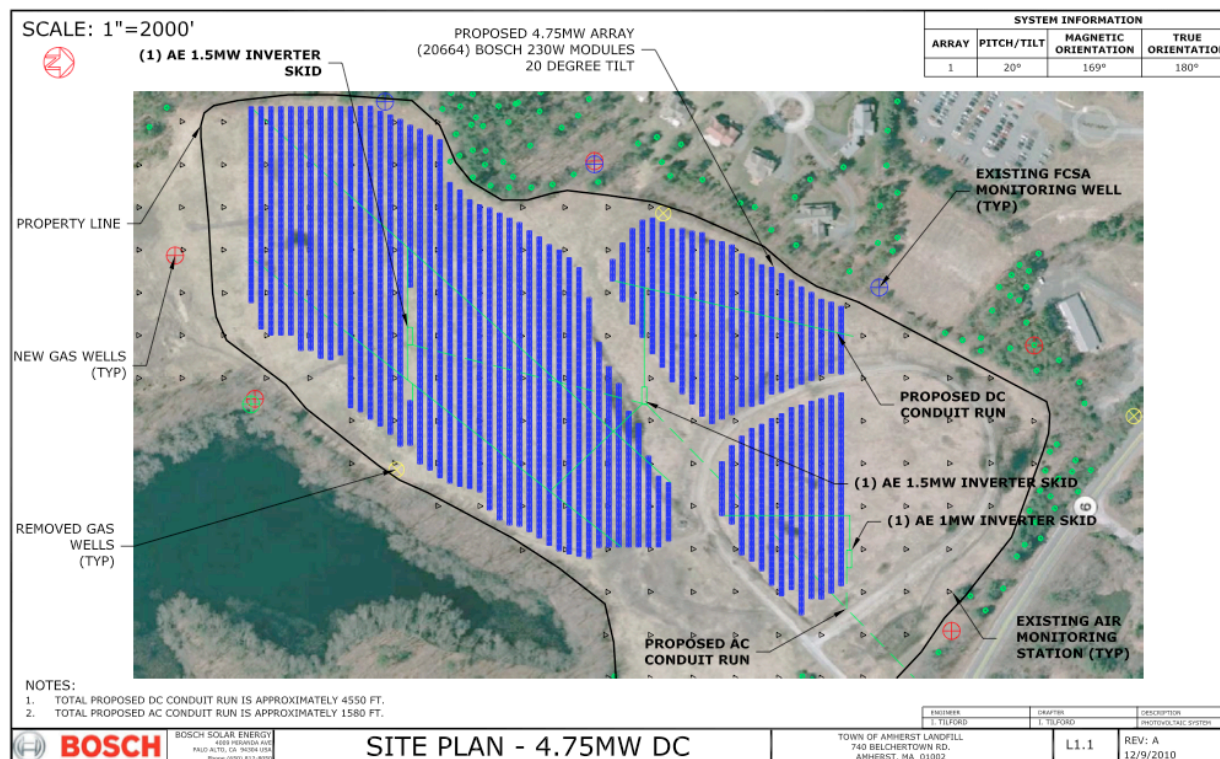 SCALE: 1"=2000'
PROPOSED 4.75MW ARRAY
(20664) BOSCH 230W MODULES
20 DEGREE TILT
(1) AE 1.5MW INVERTER
SKID
SYSTEM INFORMATION
ARRAY PITCH/TILT MAGNETIC ORIENTATION TRUE ORIENTATION
1 20° 169° 180°
EXISTING FCSA
MONITORING WELL
(TYP)
PROPERTY LINE
NEW GAS WELLS
(TYP)
PROPOSED DC
CONDUIT RUN
(1) AE 1.5MW INVERTER SKID
9
(1) AE 1MW INVERTER SKID
REMOVED GAS
WELLS
(TYP)
EXISTING AIR
MONITORING
STATION (TYP)
PROPOSED AC
CONDUIT RUN
NOTES:
1. TOTAL PROPOSED DC CONDUIT RUN IS APPROXIMATELY 4550 FT.
2. TOTAL PROPOSED AC CONDUIT RUN IS APPROXIMATELY 1580 FT.
ENGINEER DRAFTER DESCRIPTION
I. TILFORD I. TILFORD PHOTOVOLTAIC SYSTEM
BOSCH
BOSCH SOLAR ENERGY
PALO ALTO, CA 94304 USA
SITE PLAN - 4.75MW DC
TOWN OF AMHERST LANDFILL
740 BELCHERTOWN RD.
AMHERST, MA 01002
L1.1
REV: A
12/9/2010